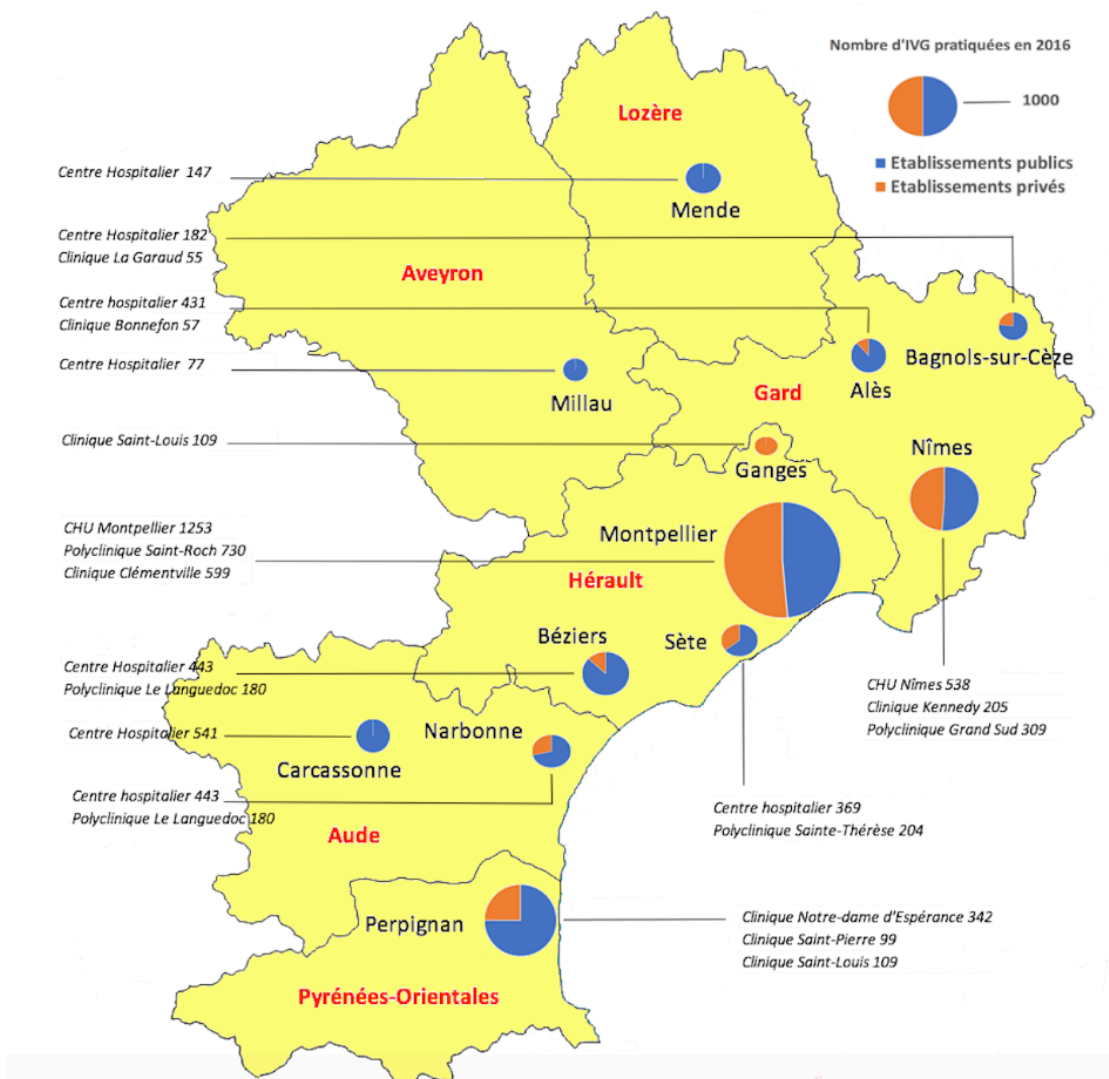 Nombre d'IVG pratiquées en 2016
1000
Etablissements publics
Etablissements privés
Lozère
Centre Hospitalier 147
Mende
Centre Hospitalier 182
Clinique La Garaud 55
Aveyron
Centre hospitalier 431
Clinique Bonnefon 57
Bagnols-sur-Cèze
Centre Hospitalier 77
Alès
Millau
Gard
Clinique Saint-Louis 109
Nîmes
Ganges
CHU Montpellier 1253
Polyclinique Saint-Roch 730
Clinique Clémentville 599
Montpellier
Hérault
Béziers
Sète
Centre Hospitalier 443
Polyclinique Le Languedoc 180
CHU Nîmes 538
Clinique Kennedy 205
Polyclinique Grand Sud 309
Centre Hospitalier 541
Narbonne
Carcassonne
Centre hospitalier 443
Polyclinique Le Languedoc 180
Centre hospitalier 369
Polyclinique Sainte-Thérèse 204
Aude
Perpignan
Clinique Notre-dame d'Espérance 342
Clinique Saint-Pierre 99
Clinique Saint-Louis 109
Pyrénées-Orientales